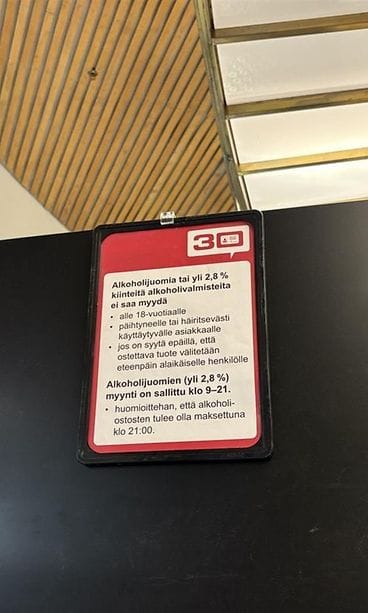 30
Alkoholijuomia tai yli 2,8 %
kiinteitä alkoholivalmisteita
ei saa myydä
• alle 18-vuotiaalle
• päihtyneelle tai häiritsevästi
käyttäytyvälle asiakkaalle
• jos on syytä epäillä, että
ostettava tuote välitetään
eteenpäin alaikäiselle henkilölle
Alkoholijuomien (yli 2,8 %)
myynti on sallittu klo 9–21.
• huomioittehan, että alkoholi-
ostosten tulee olla maksettuna
klo 21:00.